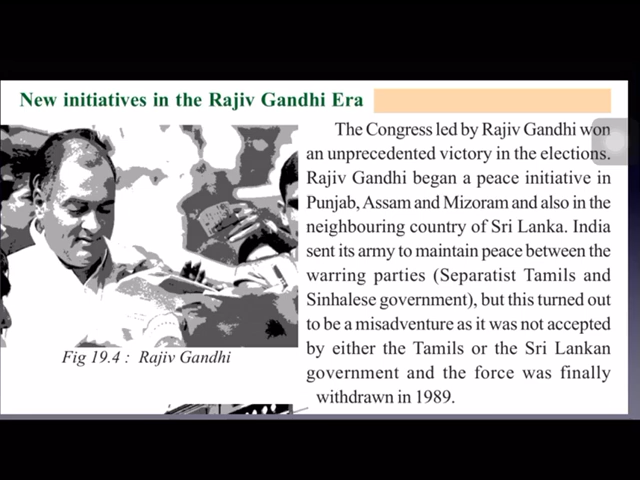 New initiatives in the Rajiv Gandhi Era
The Congress led by Rajiv Gandhi won
an unprecedented victory in the elections.
Rajiv Gandhi began a peace initiative in
Punjab, Assam and Mizoram and also in the
neighbouring country of Sri Lanka. India
sent its army to maintain peace between the
warring parties (Separatist Tamils and
Sinhalese government), but this turned out
to be a misadventure as it was not accepted
by either the Tamils or the Sri Lankan
government and the force was finally
withdrawn in 1989.
Fig 19.4 : Rajiv Gandhi